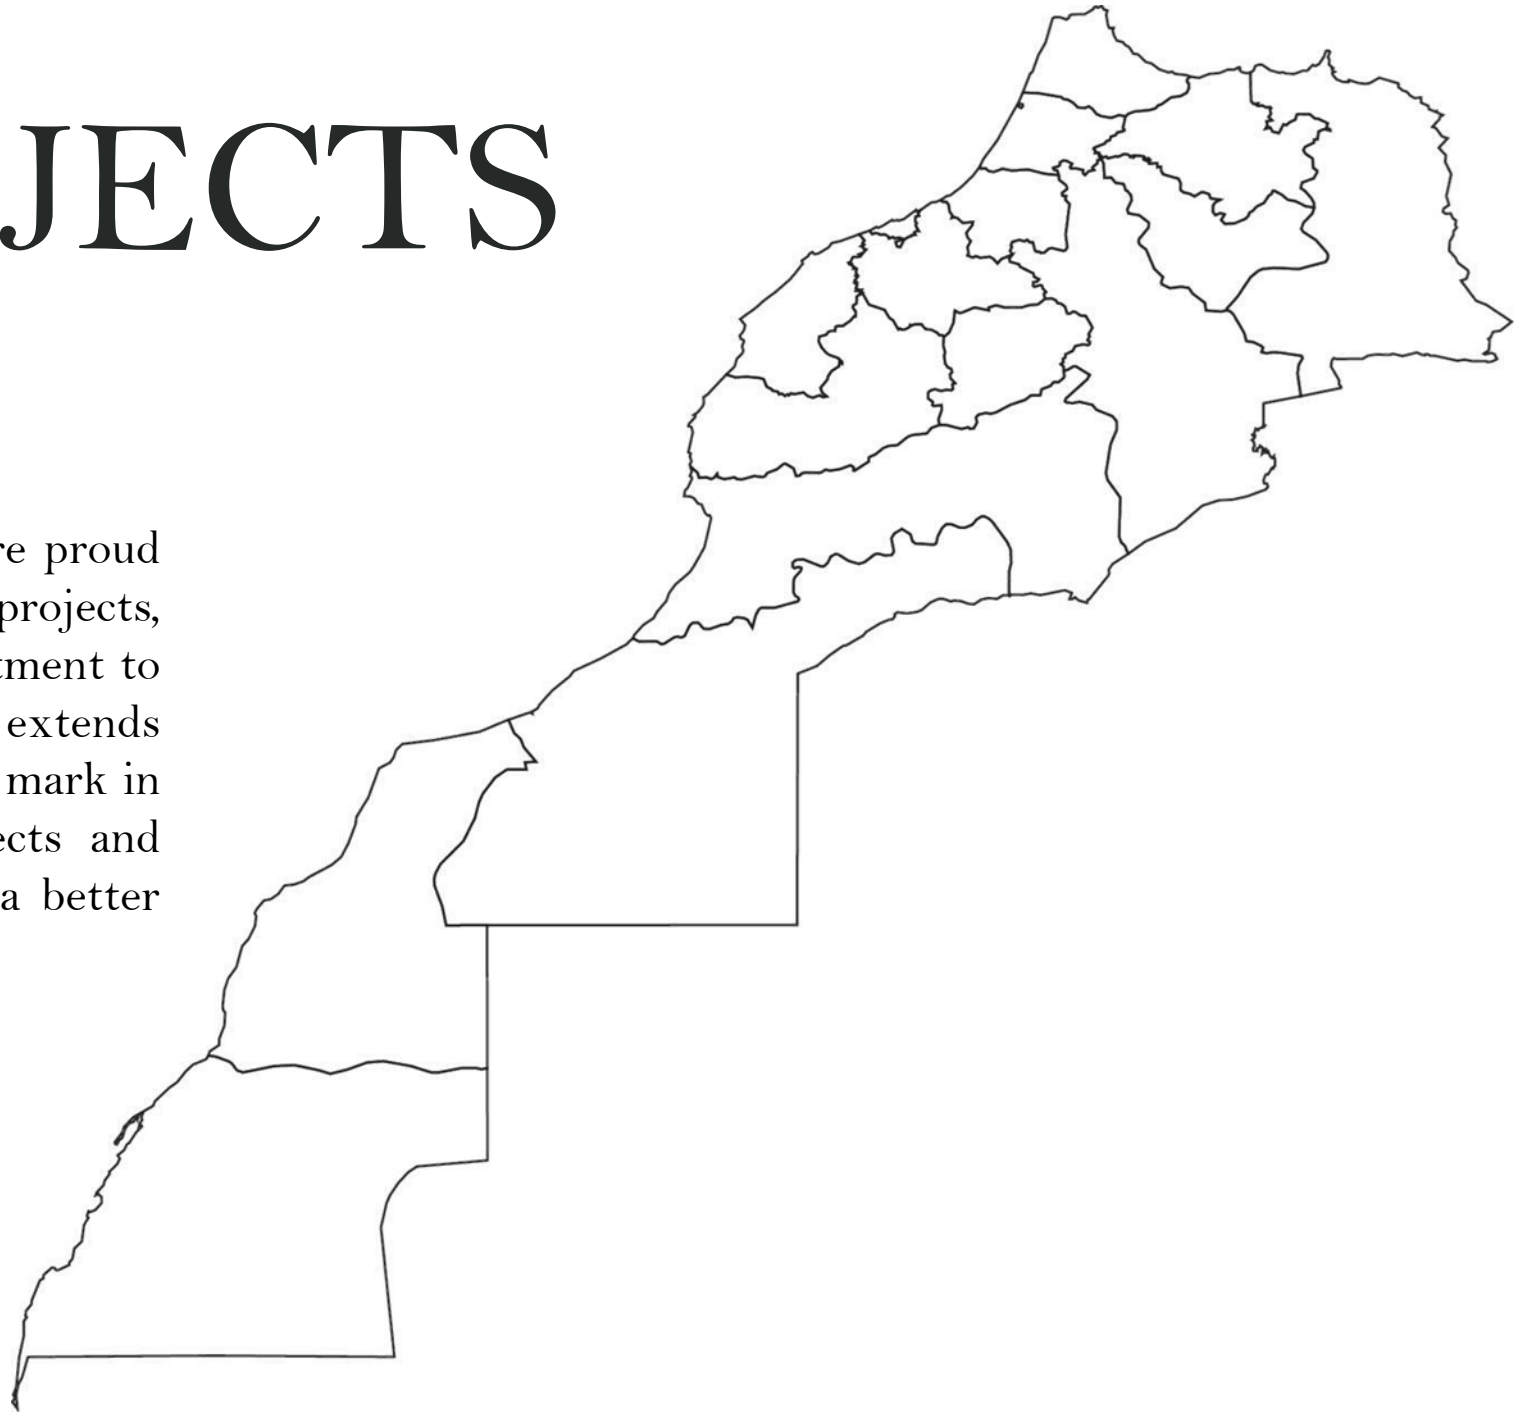 JECTS
re proud
projects,
tment to
extends
mark in
ects and
a better